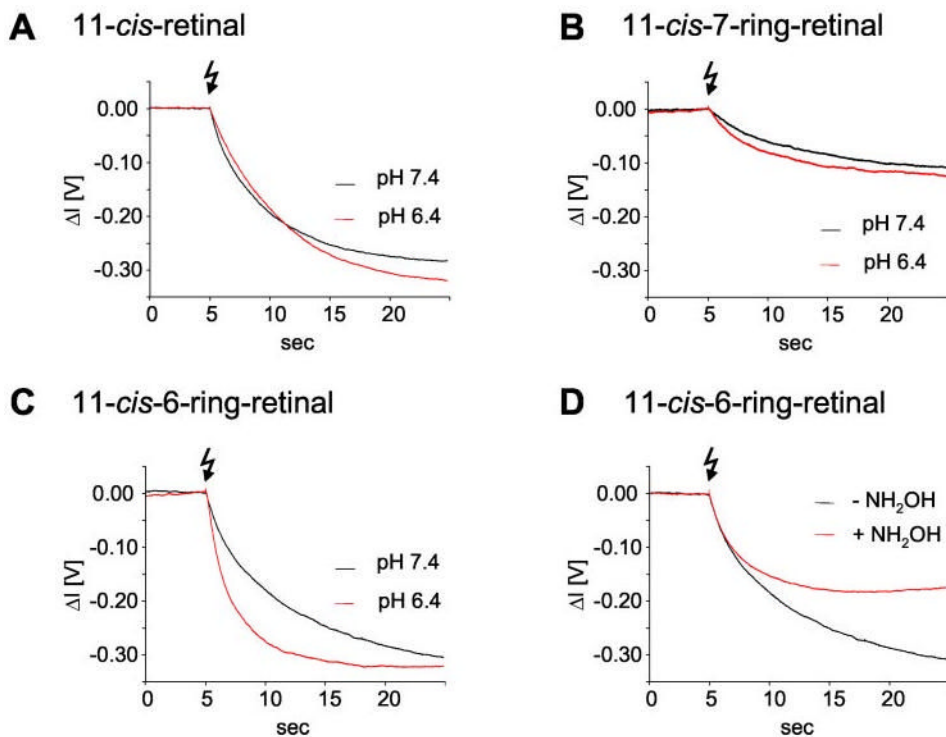 A 11-cis-retinal
0.00
-0.10
-0.20
-0.30
ΔI [V]
pH 7.4
pH 6.4
0 5 10 15 20
sec
B 11-cis-7-ring-retinal
0.00
-0.10
-0.20
-0.30
ΔI [V]
pH 7.4
pH 6.4
0 5 10 15 20
sec
C 11-cis-6-ring-retinal
0.00
-0.10
-0.20
-0.30
ΔI [V]
pH 7.4
pH 6.4
0 5 10 15 20
sec
D 11-cis-6-ring-retinal
0.00
-0.10
-0.20
-0.30
ΔI [V]
- NH₂OH
+ NH₂OH
0 5 10 15 20
sec